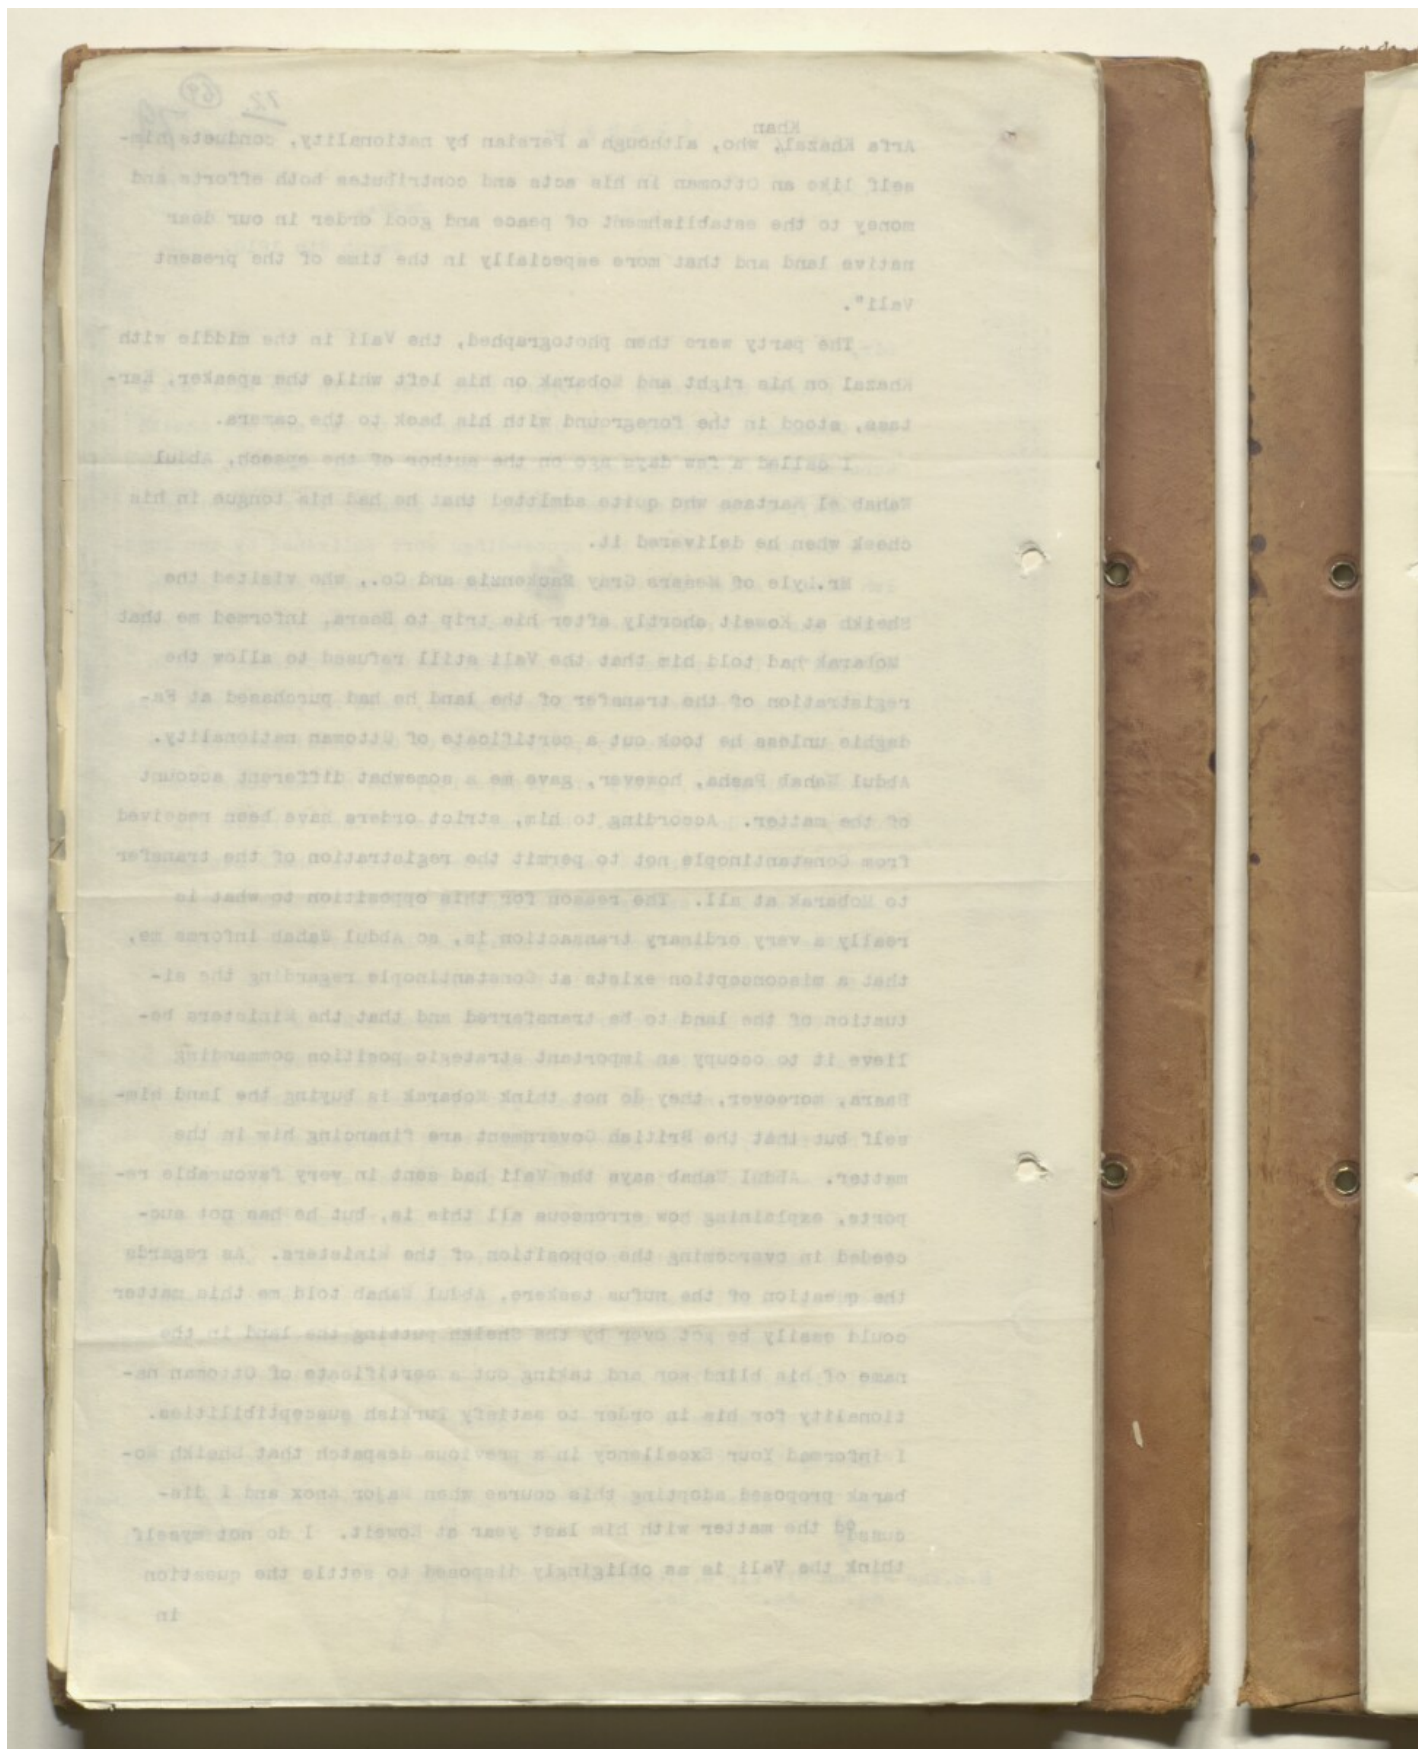 12. 69
Khan
Arfa Khazal, who, although a Persian by nationality, conducts him-
self like an Ottoman in his acts and contributes both efforts and
money to the establishment of peace and good order in our dear
native land and that more especially in the time of the present
Vali".
The party were then photographed, the Vali in the middle with
Khazal on his right and Mobarak on his left while the speaker, Kar-
tass, stood in the foreground with his back to the camera.
I called a few days ago on the author of the speech, Abdul
Wahab el Kartass who quite admitted that he had his tongue in his
cheek when he delivered it.
Mr. Lyle of Messrs Gray Mackenzie and Co., who visited the
Sheikh at Koweit shortly after his trip to Basra, informed me that
Mobarak had told him that the Vali still refused to allow the
registration of the transfer of the land he had purchased at Fa-
daghia unless he took out a certificate of Ottoman nationality.
Abdul Wahab Pasha, however, gave me a somewhat different account
of the matter. According to him, strict orders have been received
from Constantinople not to permit the registration of the transfer
to Mobarak at all. The reason for this opposition to what is
really a very ordinary transaction is, so Abdul Wahab informs me,
that a misconception exists at Constantinople regarding the si-
tuation of the land to be transferred and that the Ministers be-
lieve it to occupy an important strategic position commanding
Basra, moreover, they do not think Mobarak is buying the land him-
self but that the British Government are financing him in the
matter. Abdul Wahab says the Vali had sent in very favourable re-
ports, explaining how erroneous all this is, but he has not suc-
ceeded in overcoming the opposition of the Ministers. As regards
the question of the nufus teskere, Abdul Wahab told me this matter
could easily be got over by the Sheikh putting the land in the
name of his blind son and taking out a certificate of Ottoman na-
tionality for him in order to satisfy Turkish susceptibilities.
I informed Your Excellency in a previous despatch that Sheikh Mo-
barak proposed adopting this course when Major Knox and I dis-
cussed the matter with him last year at Koweit. I do not myself
think the Vali is as obligingly disposed to settle the question
in